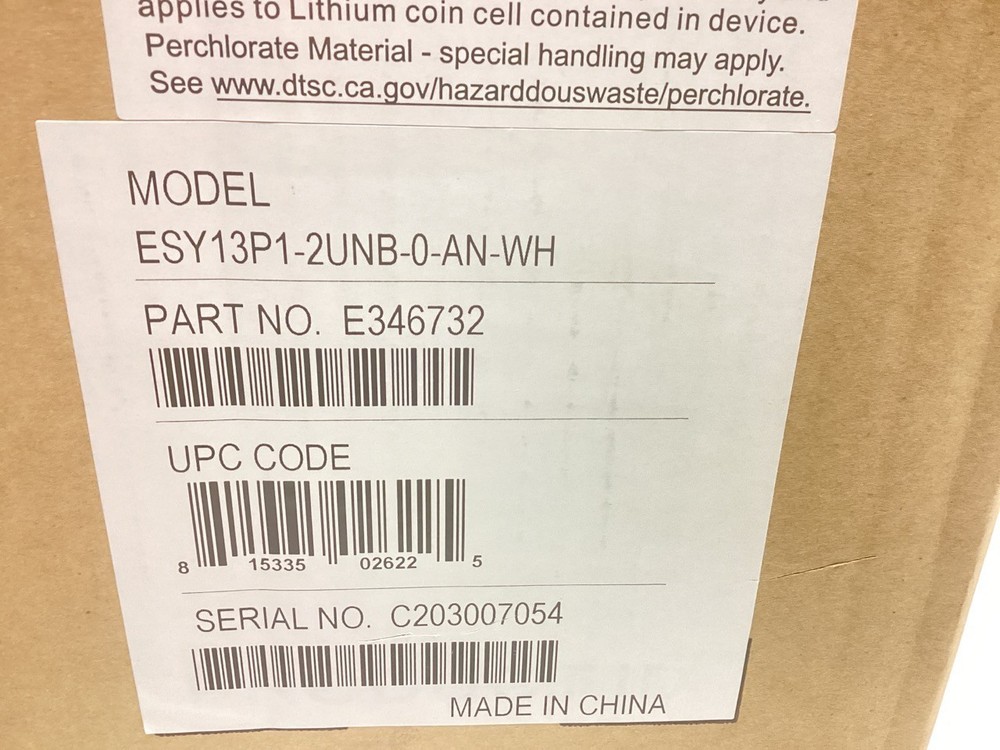 applies to Lithium coin cell contained in device.
Perchlorate Material - special handling may apply.
See www.dtsc.ca.gov/hazarddouswaste/perchlorate.
MODEL
ESY13P1-2UNB-0-AN-WH
PART NO. E346732
UPC CODE
8 15335 02622 5
SERIAL NO. C203007054
MADE IN CHINA